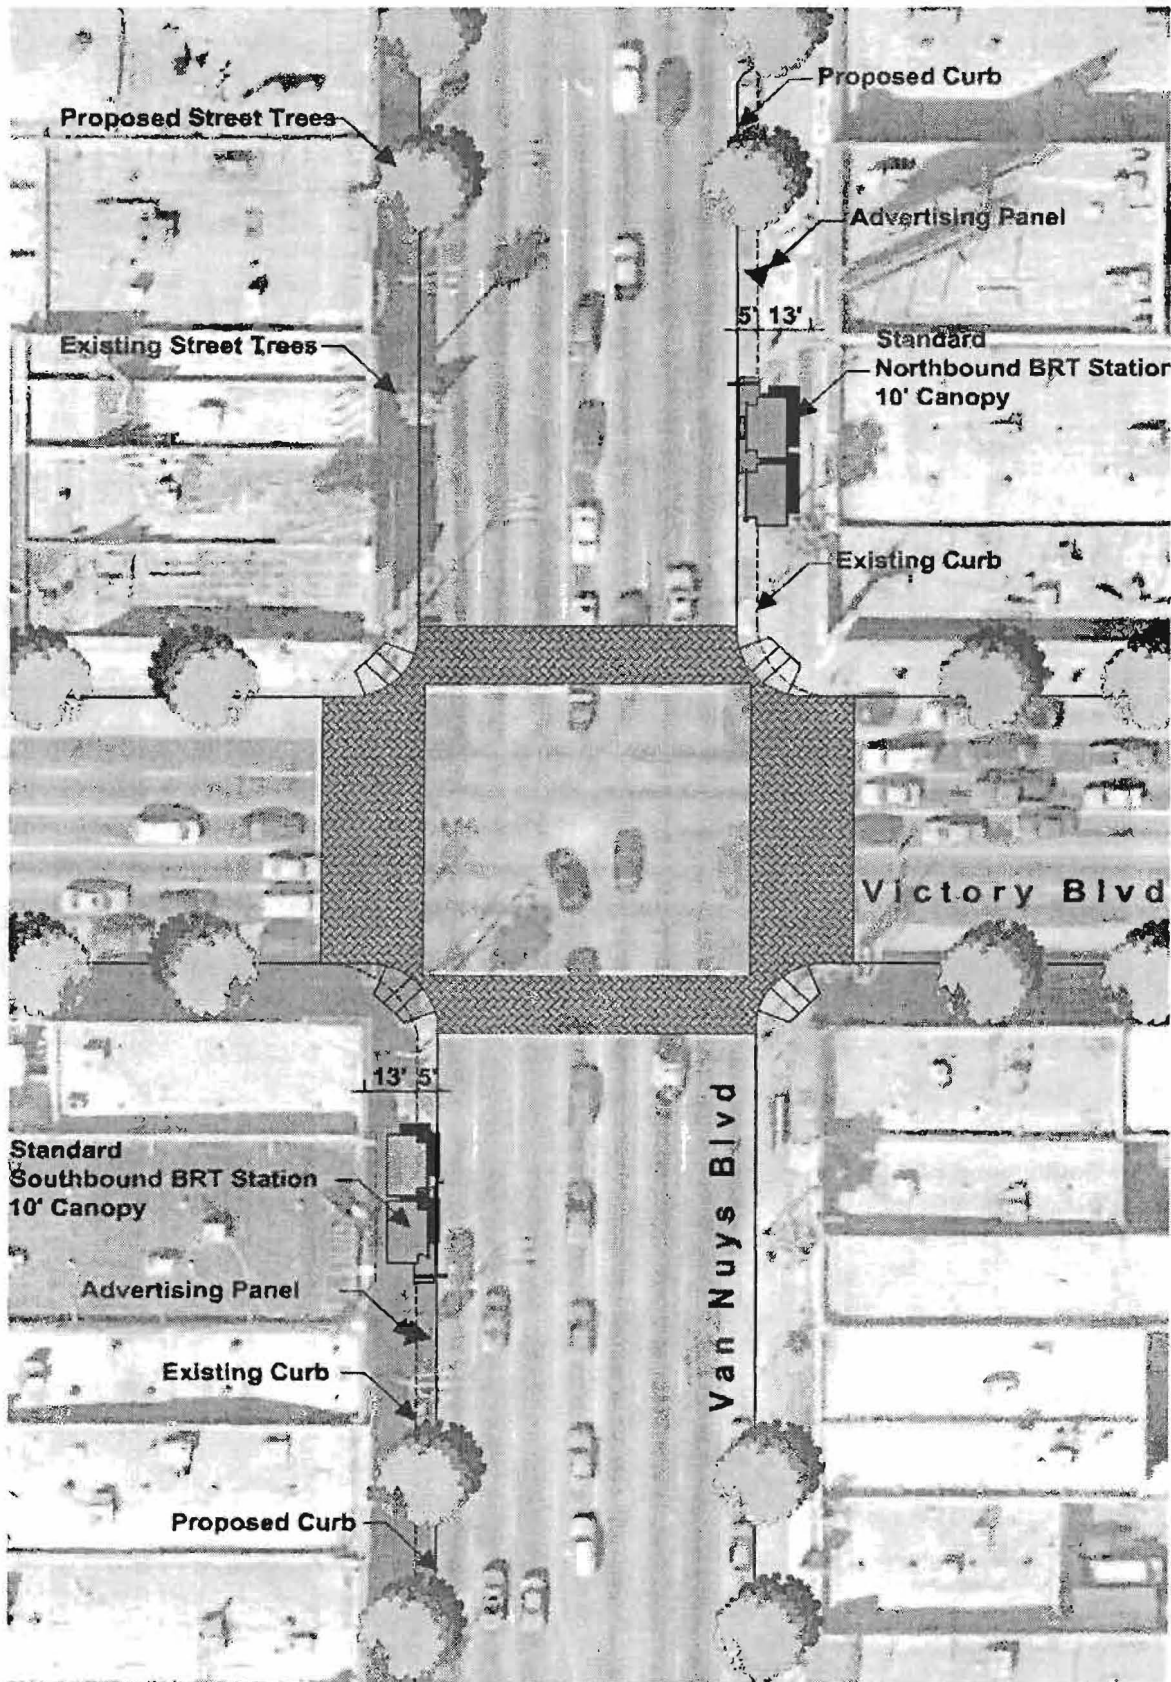 Proposed Curb
Proposed Street Trees
Advertising Panel
5' 13'
Existing Street Trees
Standard
Northbound BRT Station
10' Canopy
Existing Curb
Victory Blvd
13' 5'
Van Nuys Blvd
Standard
Southbound BRT Station
10' Canopy
Advertising Panel
Existing Curb
Proposed Curb